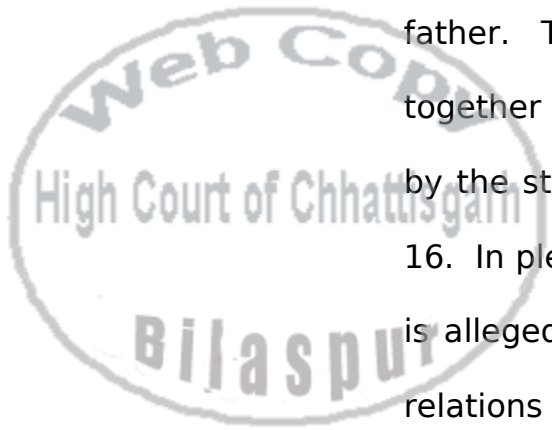 father.
together
by the st
16. In ple
is alleged
relations
Web Copy
High Court of Chhattisgarh
Bilaspur